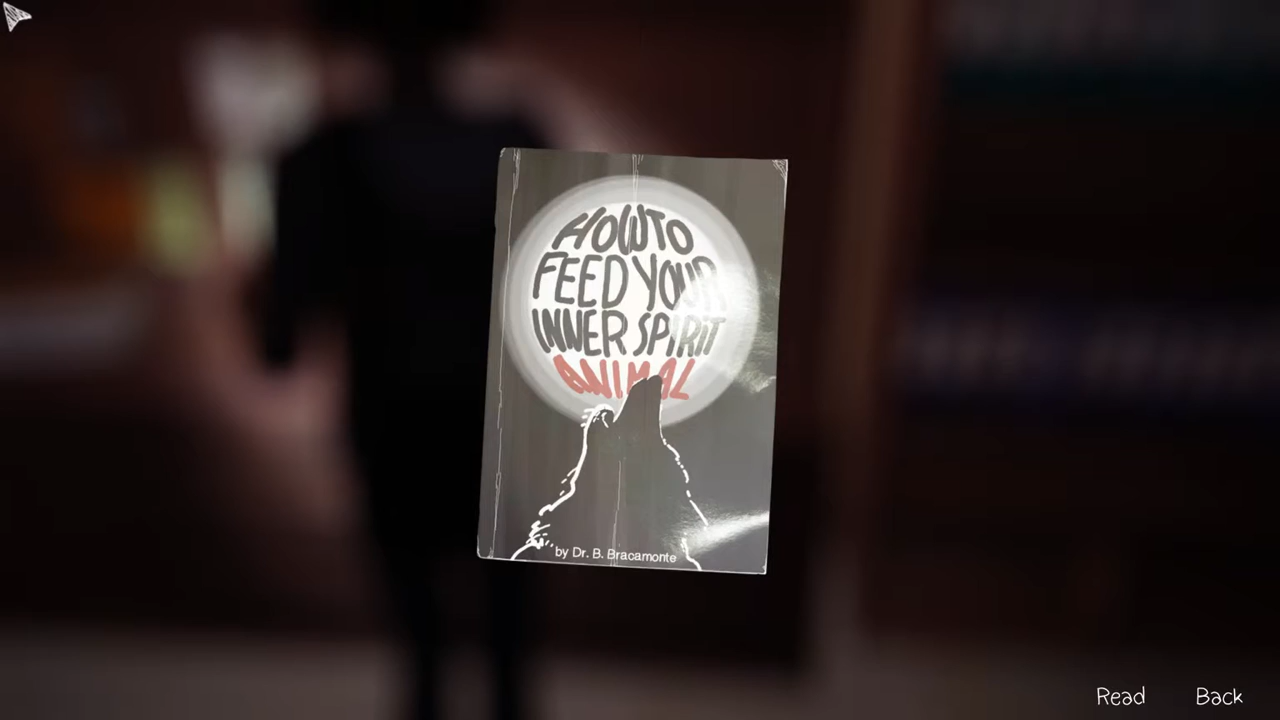 HOW TO
FEED YOUR
INNER SPIRIT
ANIMAL
by Dr. B. Bracamonte
Read
Back